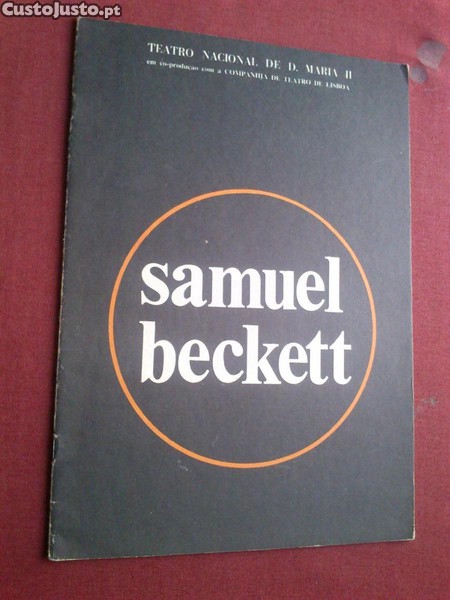 CustoJusto.pt
TEATRO NACIONAL DE D. MARIA II
em co-produção com a COMPANHIA DE TEATRO DE LISBOA
samuel
beckett